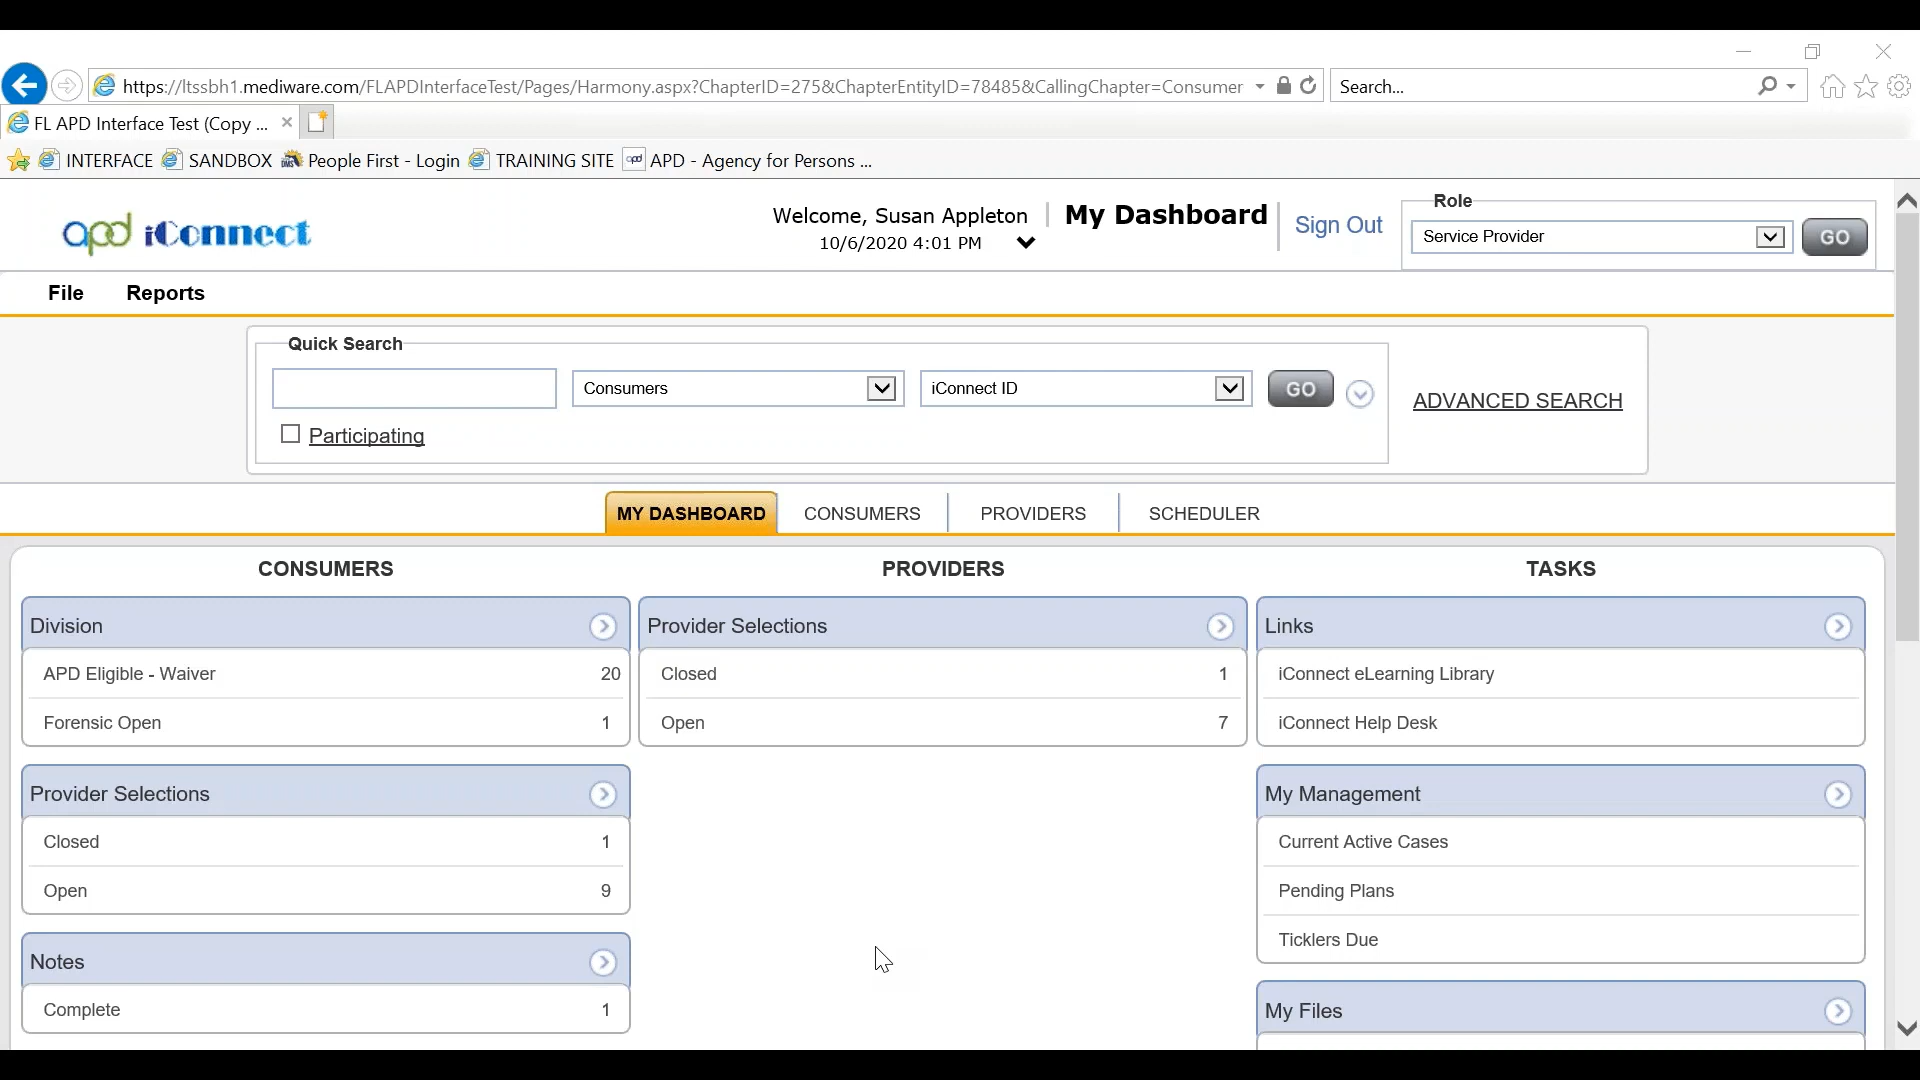 https://ltssbh1.mediware.com/FLAPDInterfaceTest/Pages/Harmony.aspx?ChapterID=275&ChapterEntityID=78485&CallingChapter=Consumer
Search...
FL APD Interface Test (Copy ...
INTERFACE SANDBOX People First - Login TRAINING SITE apd APD - Agency for Persons ...
apd iConnect
Welcome, Susan Appleton
10/6/2020 4:01 PM
My Dashboard
Sign Out
Role
Service Provider
GO
File Reports
Quick Search
Consumers
iConnect ID
GO
ADVANCED SEARCH
Participating
MY DASHBOARD CONSUMERS PROVIDERS SCHEDULER
CONSUMERS
Division
APD Eligible - Waiver 20
Forensic Open 1
Provider Selections
Closed 1
Open 9
Notes
Complete 1
PROVIDERS
Provider Selections
Closed 1
Open 7
TASKS
Links
iConnect eLearning Library
iConnect Help Desk
My Management
Current Active Cases
Pending Plans
Ticklers Due
My Files